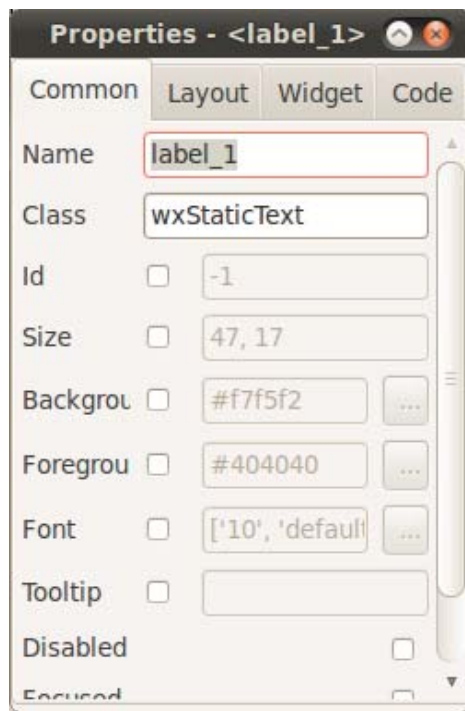 Properties - <label_1>
Common Layout Widget Code
Name label_1
Class wxStaticText
Id -1
Size 47, 17
Backgrou #f7f5f2 ...
Foregrou #404040 ...
Font ['10', 'default ...
Tooltip
Disabled
Focused